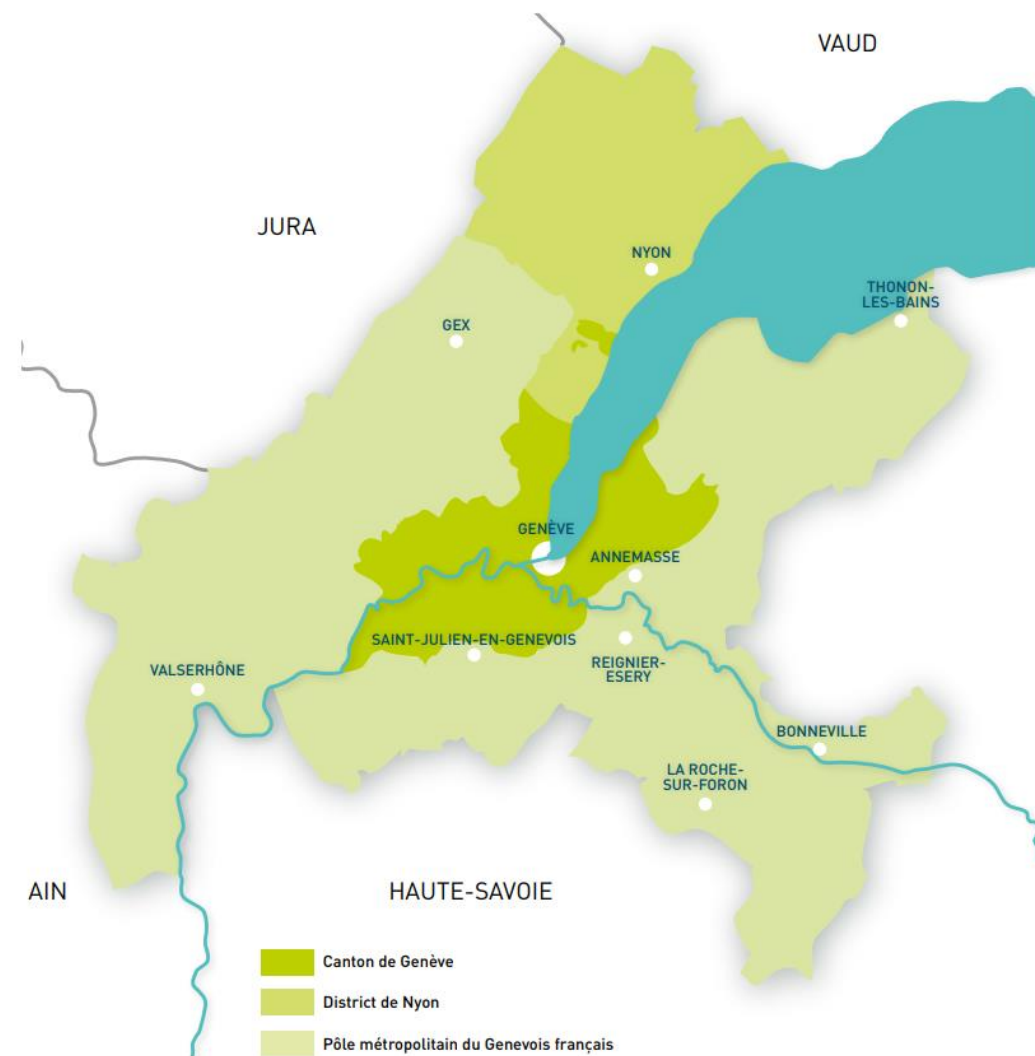 VAUD
JURA
NYON
THONON-
LES-BAINS
GEX
GENÈVE
ANNEMASSE
SAINT-JULIEN-EN-GENEVOIS
REIGNIER-
ESERY
VALSERHÔNE
BONNEVILLE
LA ROCHE-
SUR-FORON
AIN
HAUTE-SAVOIE
Canton de Genève
District de Nyon
Pôle métropolitain du Genevois français